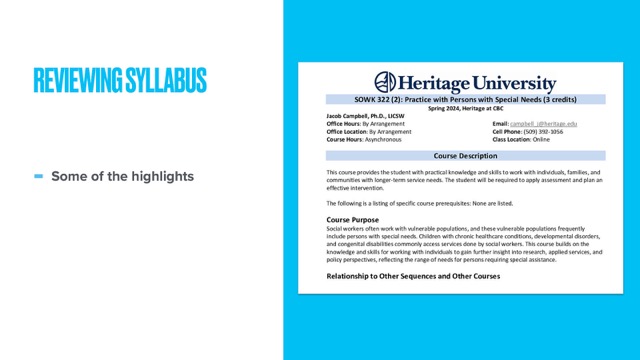 REVIEWING SYLLABUS
Some of the highlights
Heritage University
SOWK 322 (2): Practice with Persons with Special Needs (3 credits)
Spring 2024, Heritage at CBC
Jacob Campbell, Ph.D., LICSW
Office Hours: By Arrangement
Email: campbell_j@heritage.edu
Office Location: By Arrangement
Cell Phone: (509) 392-1056
Course Hours: Asynchronous
Class Location: Online
Course Description
This course provides the student with practical knowledge and skills to work with individuals, families, and
communities with longer-term service needs. The student will be required to apply assessment and plan an
effective intervention.
The following is a listing of specific course prerequisites: None are listed.
Course Purpose
Social workers often work with vulnerable populations, and these vulnerable populations frequently
include persons with special needs. Children with chronic healthcare conditions, developmental disorders,
and congenital disabilities commonly access services done by social workers. This course builds on the
knowledge and skills for working with individuals to gain further insight into research, applied services, and
policy perspectives, reflecting the range of needs for persons requiring special assistance.
Relationship to Other Sequences and Other Courses